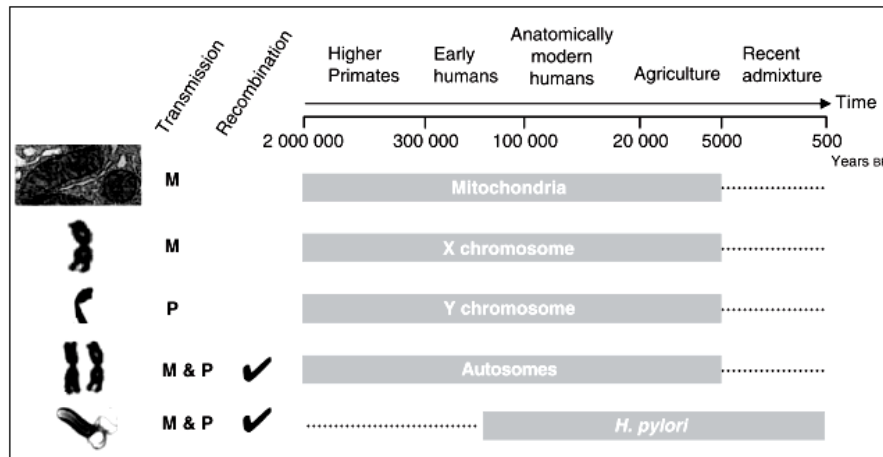 Transmission
Recombination
Higher
Primates
Early
humans
Anatomically
modern
humans
Agriculture
Recent
admixture
Time
2 000 000 300 000 100 000 20 000 5000 500
Years B
M Mitochondria
M X chromosome
P Y chromosome
M & P ✔ Autosomes
M & P ✔ H. pylori